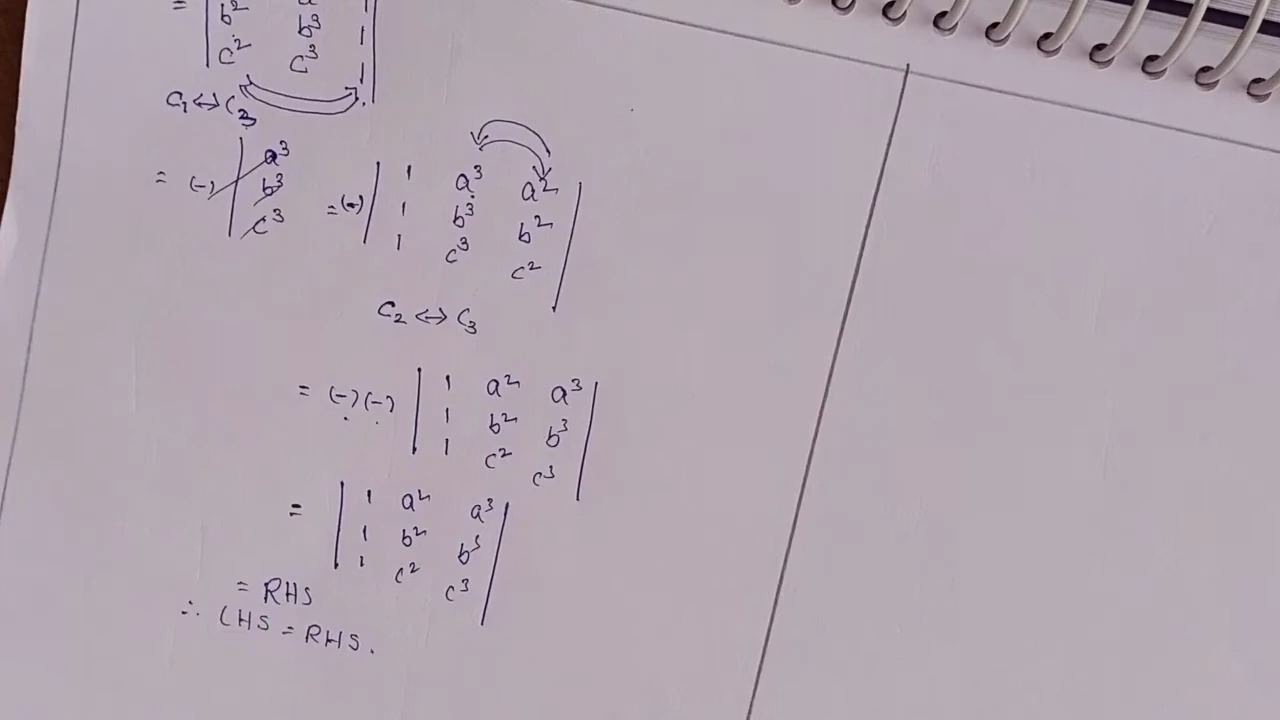 = | b² b³ 1
c² c³ 1 |
C₁ ↔ C₃
= (-) | a³
b³
c³
= (-) | 1 a³ a² |
1 b³ b²
1 c³ c²
C₂ ↔ C₃
= (-)(-) | 1 a² a³ |
1 b² b³
1 c² c³
= | 1 a² a³ |
1 b² b³
1 c² c³
= RHS
∴ LHS = RHS.